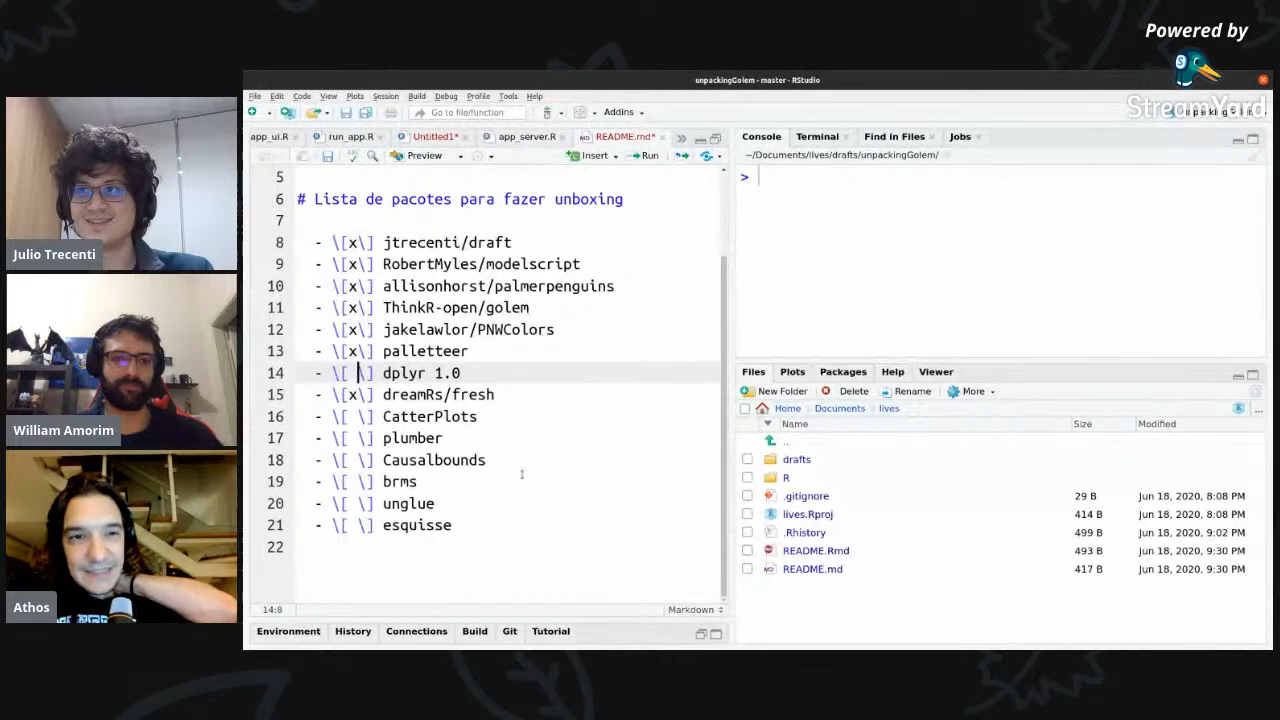 Powered by
StreamYard
Julio Trecenti
William Amorim
Athos
unpackingGolem - master - RStudio
File Edit Code View Plots Session Build Debug Profile Tools Help
Go to file/function
Addins
app_ui.R
run_app.R
Untitled1*
app_server.R
README.md*
Preview
Insert
Run
5
6 # Lista de pacotes para fazer unboxing
7
8 - \[x\] jtrecenti/draft
9 - \[x\] RobertMyles/modelscript
10 - \[x\] allisonhorst/palmerpenguins
11 - \[x\] ThinkR-open/golem
12 - \[x\] jakelawlor/PNWColors
13 - \[x\] palletteer
14 - \[ \] dplyr 1.0
15 - \[x\] dreamRs/fresh
16 - \[ \] CatterPlots
17 - \[ \] plumber
18 - \[ \] Causalbounds
19 - \[ \] brms
20 - \[ \] unglue
21 - \[ \] esquisse
22
14:8
Markdown
Environment History Connections Build Git Tutorial
Console Terminal Find in Files Jobs
~/Documents/lives/drafts/unpackingGolem/
>
Files Plots Packages Help Viewer
New Folder Delete Rename More
Home Documents lives
...
Name Size Modified
..
drafts
R
.gitignore 29 B Jun 18, 2020, 8:08 PM
lives.Rproj 414 B Jun 18, 2020, 8:08 PM
.Rhistory 499 B Jun 18, 2020, 9:02 PM
README.Rmd 493 B Jun 18, 2020, 9:30 PM
README.md 417 B Jun 18, 2020, 9:30 PM